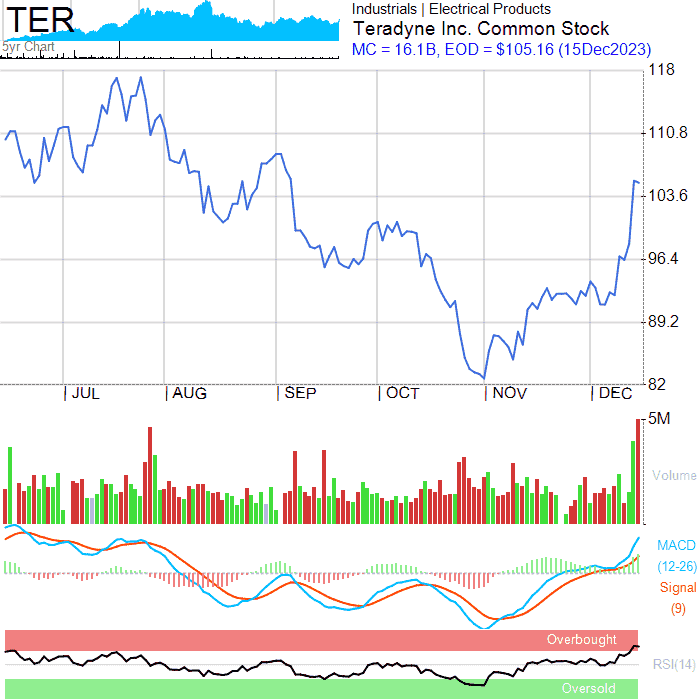 TER
5yr Chart
Industrials | Electrical Products
Teradyne Inc. Common Stock
MC = 16.1B, EOD = $105.16 (15Dec2023)
118
110.8
103.6
96.4
89.2
82
JUL AUG SEP OCT NOV DEC
5M
Volume
MACD
(12-26)
Signal
(9)
Overbought
RSI(14)
Oversold